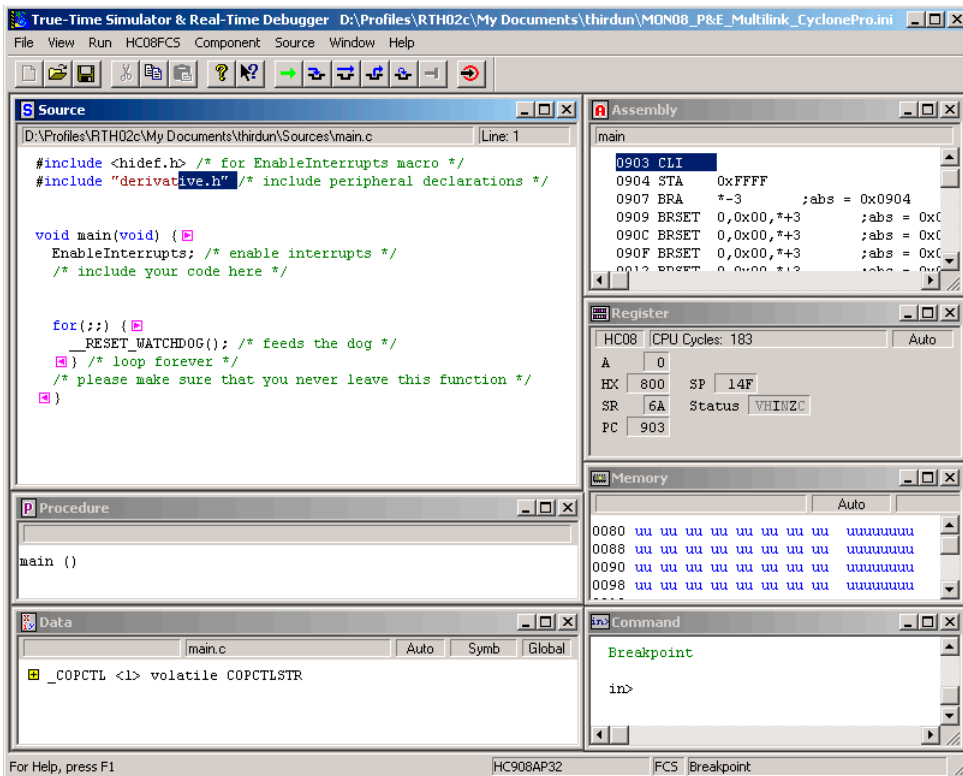 True-Time Simulator & Real-Time Debugger D:\Profiles\RTH02c\My Documents\thirdun\MON08_P&E_Multilink_CyclonePro.ini
File View Run HC08FCS Component Source Window Help
Source
D:\Profiles\RTH02c\My Documents\thirdun\Sources\main.c Line: 1
#include <hidef.h> /* for EnableInterrupts macro */
#include "derivative.h" /* include peripheral declarations */
void main(void) {
EnableInterrupts; /* enable interrupts */
/* include your code here */
for(;;) {
__RESET_WATCHDOG(); /* feeds the dog */
} /* loop forever */
/* please make sure that you never leave this function */
}
Assembly
main
0903 CLI
0904 STA 0xFFFF
0907 BRA *-3 ;abs = 0x0904
0909 BRSET 0,0x00,*+3 ;abs = 0x0
090C BRSET 0,0x00,*+3 ;abs = 0x0
090F BRSET 0,0x00,*+3 ;abs = 0x0
0912 BRSET 0,0x00,*+3 ;abs = 0x0
Register
HC08 CPU Cycles: 183 Auto
A 0
HX 800 SP 14F
SR 6A Status VHINZC
PC 903
Procedure
main ()
Memory
Auto
0080 uu uu uu uu uu uu uu uu uuuuuuuu
0088 uu uu uu uu uu uu uu uu uuuuuuuu
0090 uu uu uu uu uu uu uu uu uuuuuuuu
0098 uu uu uu uu uu uu uu uu uuuuuuuu
Data
main.c Auto Symb Global
_COPCTL <1> volatile COPCTLSTR
Command
Breakpoint
in>
For Help, press F1 HC908AP32 FCS Breakpoint